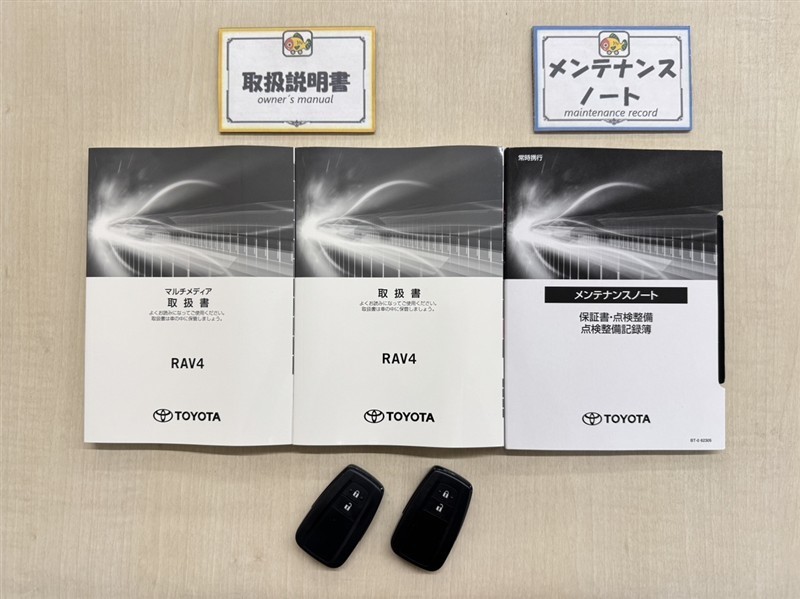 取扱説明書
owner's manual
メンテナンス
ノート
maintenance record
マルチメディア
取扱書
よくお読みになってご使用ください。
取扱書は車の中に保管しましょう。
RAV4
TOYOTA
取扱書
よくお読みになってご使用ください。
取扱書は車の中に保管しましょう。
RAV4
TOYOTA
常時携行
メンテナンスノート
保証書・点検整備
点検整備記録簿
TOYOTA